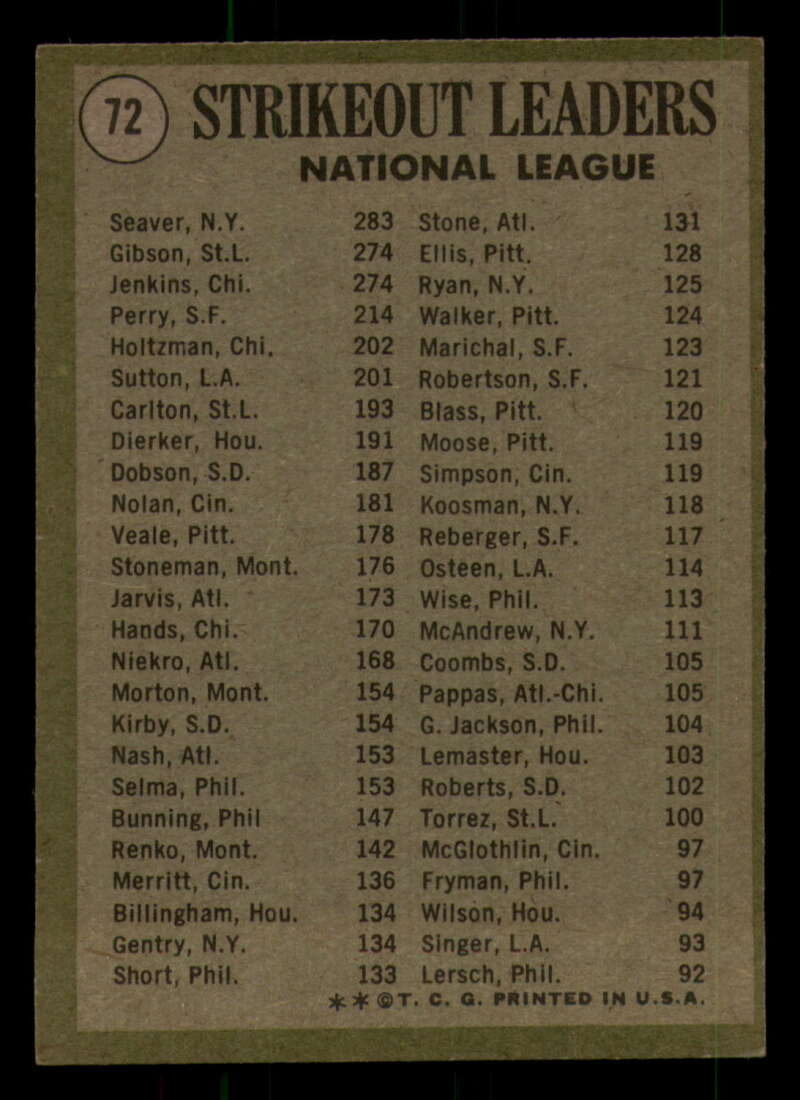 72 STRIKEOUT LEADERS
NATIONAL LEAGUE
Seaver, N.Y. 283
Gibson, St.L. 274
Jenkins, Chi. 274
Perry, S.F. 214
Holtzman, Chi. 202
Sutton, L.A. 201
Carlton, St.L. 193
Dierker, Hou. 191
Dobson, S.D. 187
Nolan, Cin. 181
Veale, Pitt. 178
Stoneman, Mont. 176
Jarvis, Atl. 173
Hands, Chi. 170
Niekro, Atl. 168
Morton, Mont. 154
Kirby, S.D. 154
Nash, Atl. 153
Selma, Phil. 153
Bunning, Phil 147
Renko, Mont. 142
Merritt, Cin. 136
Billingham, Hou. 134
Gentry, N.Y. 134
Short, Phil. 133
Stone, Atl. 131
Ellis, Pitt. 128
Ryan, N.Y. 125
Walker, Pitt. 124
Marichal, S.F. 123
Robertson, S.F. 121
Blass, Pitt. 120
Moose, Pitt. 119
Simpson, Cin. 119
Koosman, N.Y. 118
Reberger, S.F. 117
Osteen, L.A. 114
Wise, Phil. 113
McAndrew, N.Y. 111
Coombs, S.D. 105
Pappas, Atl.-Chi. 105
G. Jackson, Phil. 104
Lemaster, Hou. 103
Roberts, S.D. 102
Torrez, St.L. 100
McGlothlin, Cin. 97
Fryman, Phil. 97
Wilson, Hou. 94
Singer, L.A. 93
Lersch, Phil. 92
**©T. C. G. PRINTED IN U.S.A.